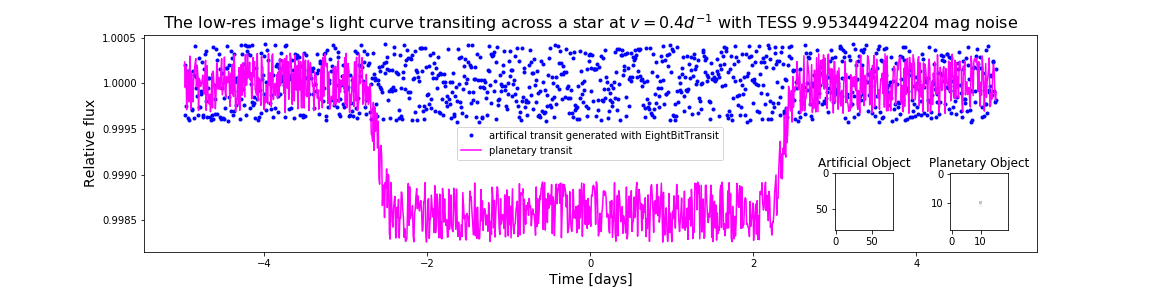 The low-res image's light curve transiting across a star at v = 0.4d⁻¹ with TESS 9.95344942204 mag noise
1.0005
1.0000
0.9995
0.9990
0.9985
Relative flux
artifical transit generated with EightBitTransit
planetary transit
Artificial Object
0
50
0 50
Planetary Object
0
10
0 10
−4 −2 0 2 4
Time [days]